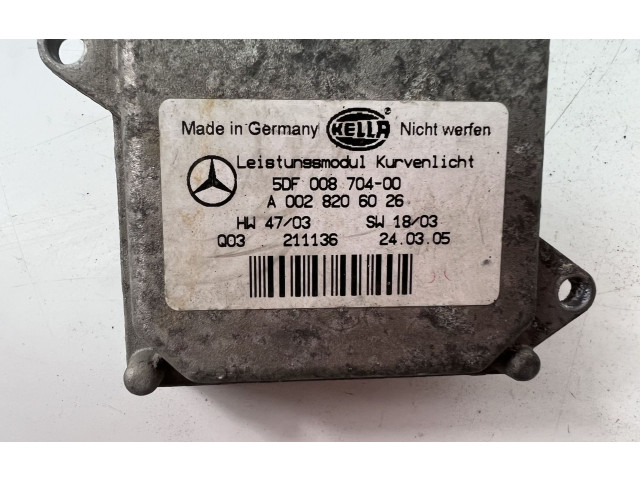 Made in Germany HELLA Nicht werfen
Leistungsmodul Kurvenlicht
5DF 008 704-00
A 002 820 60 26
HW 47/03 SW 18/03
Q03 211136 24.03.05